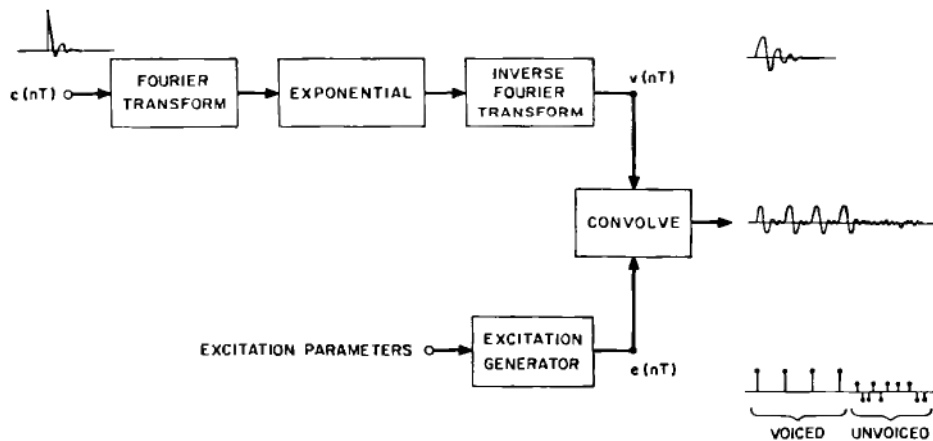 c(nT)
FOURIER
TRANSFORM
EXPONENTIAL
INVERSE
FOURIER
TRANSFORM
v(nT)
CONVOLVE
EXCITATION PARAMETERS
EXCITATION
GENERATOR
e(nT)
VOICED UNVOICED